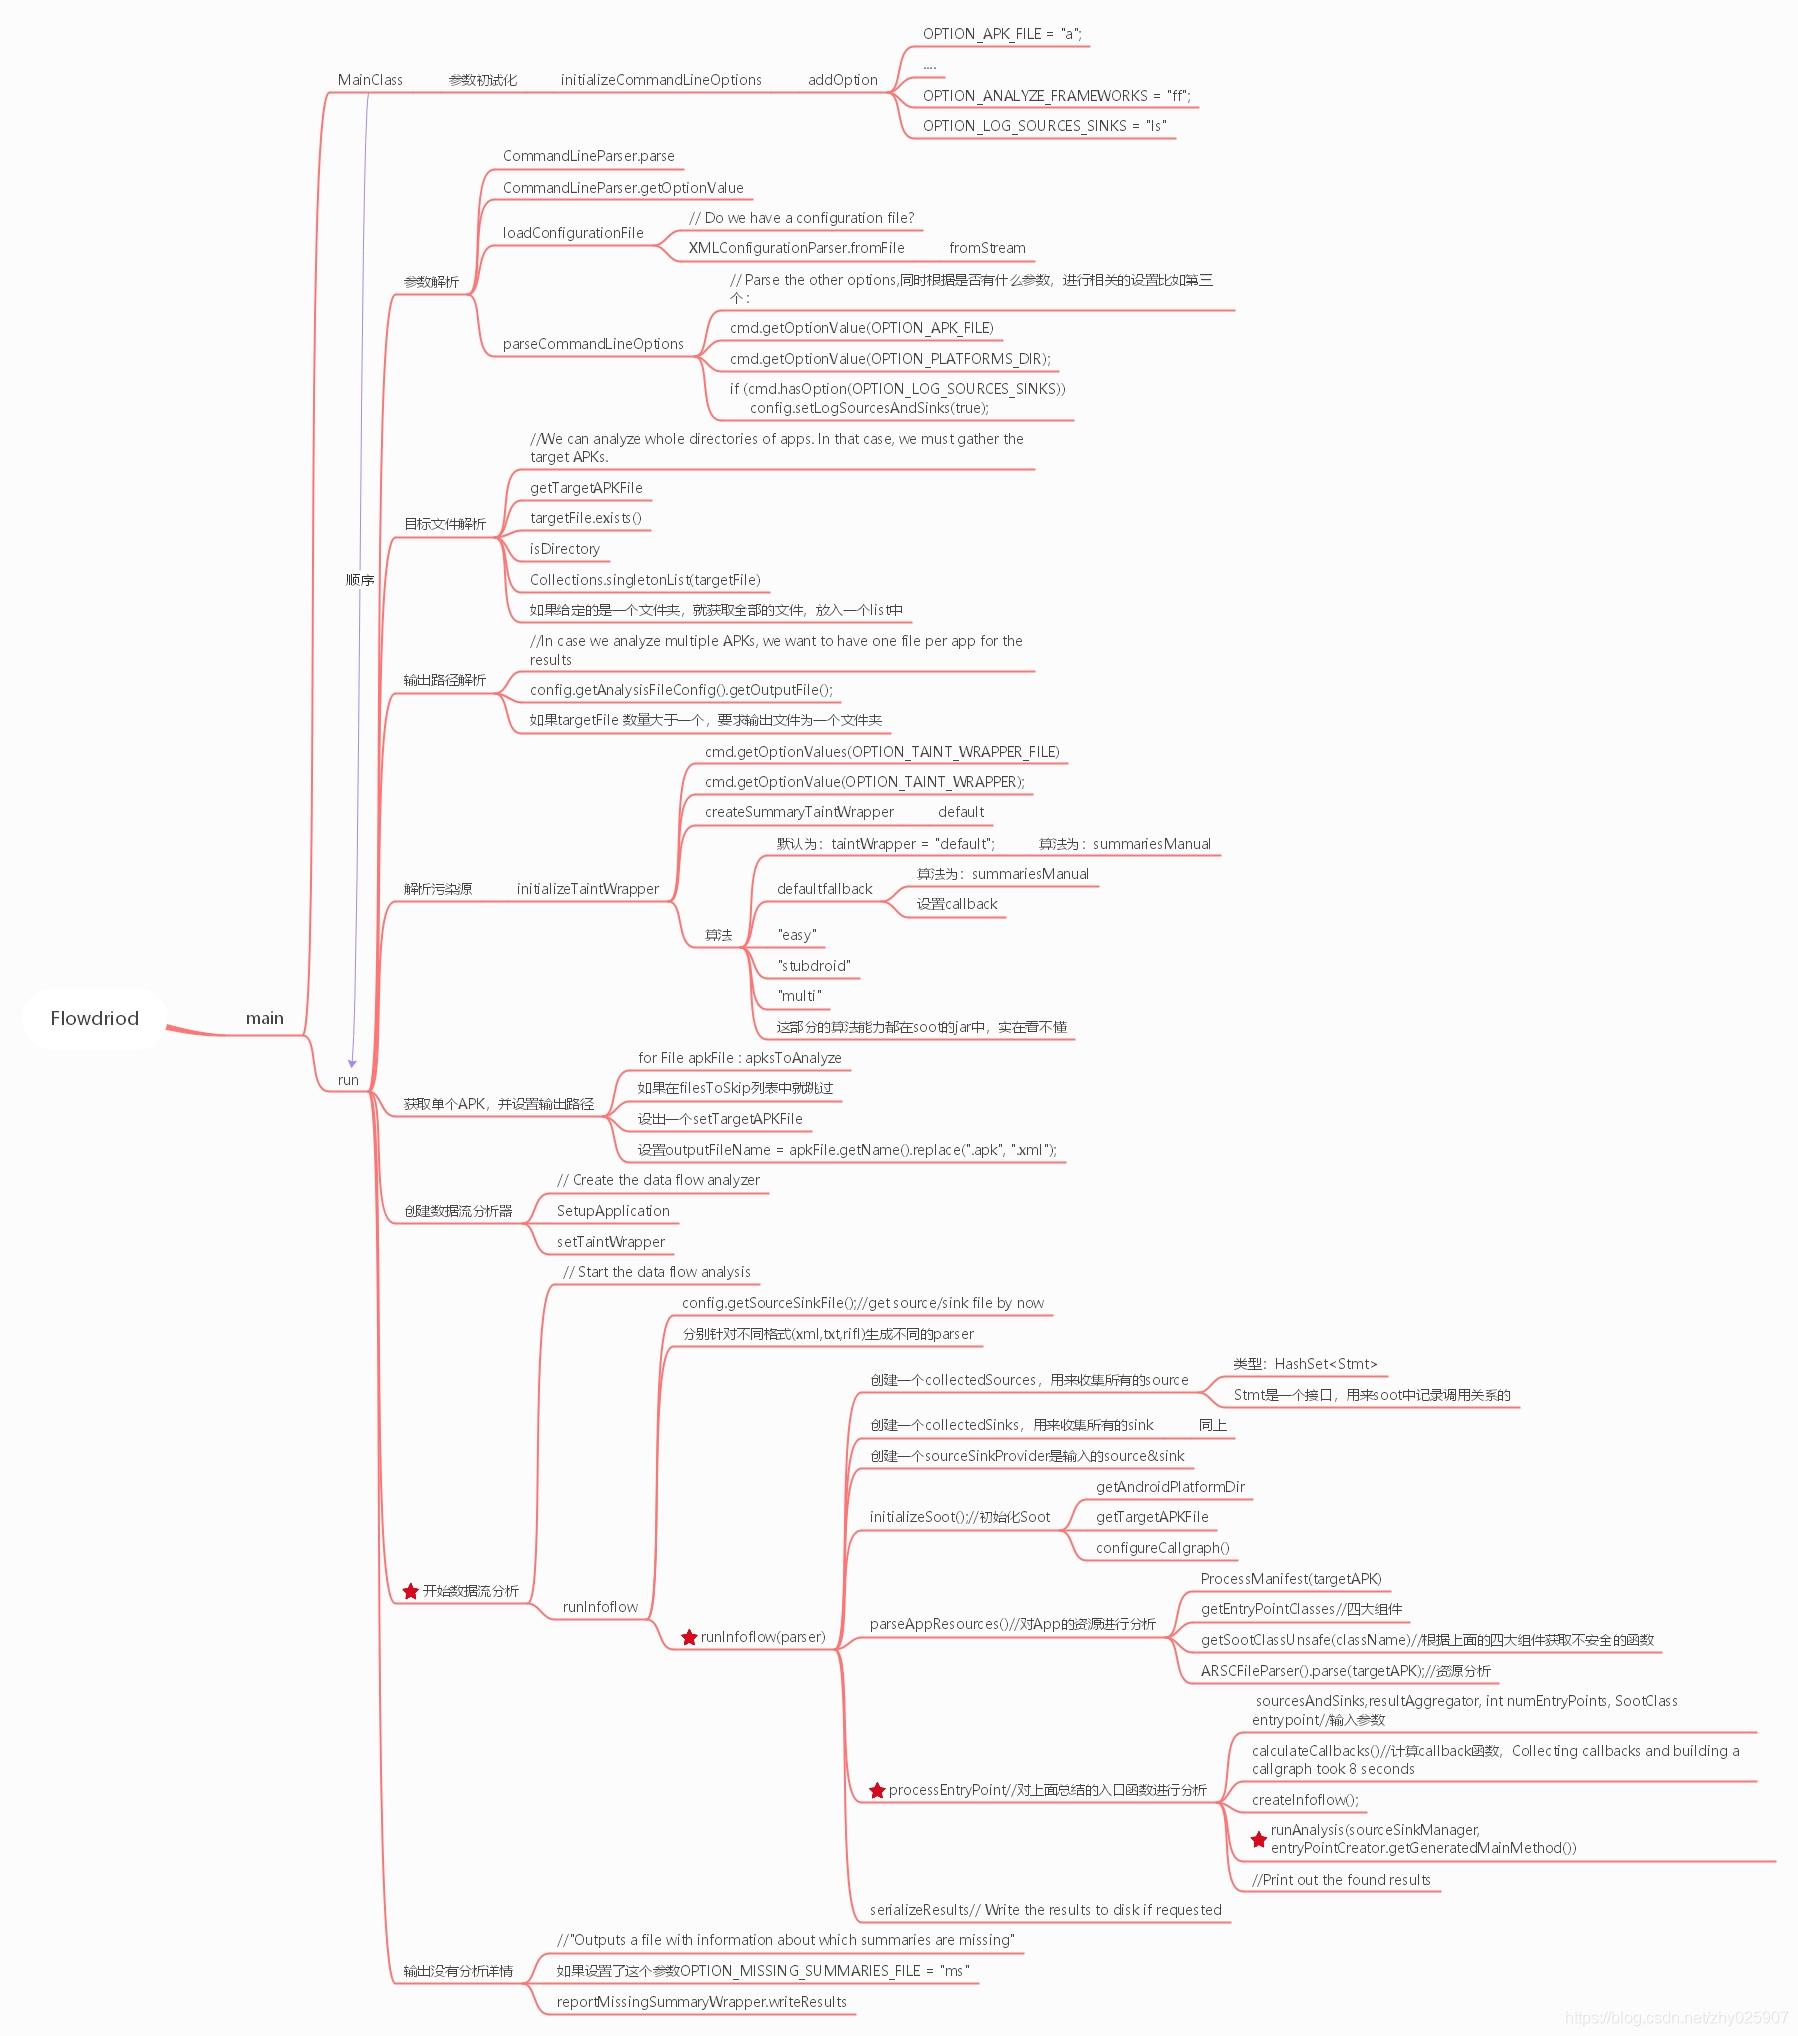 OPTION_APK_FILE = "a";
....
MainClass
参数初试化
initializeCommandLineOptions
addOption
OPTION_ANALYZE_FRAMEWORKS = "ff";
OPTION_LOG_SOURCES_SINKS = "ls"
CommandLineParser.parse
CommandLineParser.getOptionValue
loadConfigurationFile
// Do we have a configuration file?
XMLConfigurationParser.fromFile
fromStream
参数解析
// Parse the other options,同时根据是否有什么参数，进行相关的设置比如第三
个：
cmd.getOptionValue(OPTION_APK_FILE)
parseCommandLineOptions
cmd.getOptionValue(OPTION_PLATFORMS_DIR);
if (cmd.hasOption(OPTION_LOG_SOURCES_SINKS))
config.setLogSourcesAndSinks(true);
//We can analyze whole directories of apps. In that case, we must gather the
target APKs.
getTargetAPKFile
targetFile.exists()
目标文件解析
isDirectory
Collections.singletonList(targetFile)
如果给定的是一个文件夹，就获取全部的文件，放入一个list中
顺序
//In case we analyze multiple APKs, we want to have one file per app for the
results
输出路径解析
config.getAnalysisFileConfig().getOutputFile();
如果targetFile 数量大于一个，要求输出文件为一个文件夹
cmd.getOptionValues(OPTION_TAINT_WRAPPER_FILE)
cmd.getOptionValue(OPTION_TAINT_WRAPPER);
createSummaryTaintWrapper
default
解析污染源
initializeTaintWrapper
默认为：taintWrapper = "default";
算法为：summariesManual
defaultfallback
算法为：summariesManual
设置callback
算法
"easy"
"stubdroid"
"multi"
这部分的算法能力都在soot的jar中，实在看不懂
Flowdriod
main
run
for File apkFile : apksToAnalyze
如果在filesToSkip列表中就跳过
获取单个APK，并设置输出路径
设出一个setTargetAPKFile
设置outputFileName = apkFile.getName().replace(".apk", ".xml");
// Create the data flow analyzer
创建数据流分析器
SetupApplication
setTaintWrapper
// Start the data flow analysis
config.getSourceSinkFile();//get source/sink file by now
分别针对不同格式(xml,txt,rifl)生成不同的parser
创建一个collectedSources，用来收集所有的source
类型：HashSet<Stmt>
Stmt是一个接口，用来soot中记录调用关系的
创建一个collectedSinks，用来收集所有的sink
同上
创建一个sourceSinkProvider是输入的source&sink
initializeSoot();//初始化Soot
getAndroidPlatformDir
getTargetAPKFile
configureCallgraph()
开始数据流分析
runInfoflow
runInfoflow(parser)
parseAppResources()//对App的资源进行分析
ProcessManifest(targetAPK)
getEntryPointClasses//四大组件
getSootClassUnsafe(className)//根据上面的四大组件获取不安全的函数
ARSCFileParser().parse(targetAPK);//资源分析
sourcesAndSinks,resultAggregator, int numEntryPoints, SootClass
entrypoint//输入参数
calculateCallbacks()//计算callback函数，Collecting callbacks and building a
callgraph took 8 seconds
processEntryPoint//对上面总结的入口函数进行分析
createInfoflow();
runAnalysis(sourceSinkManager,
entryPointCreator.getGeneratedMainMethod())
//Print out the found results
serializeResults// Write the results to disk if requested
//"Outputs a file with information about which summaries are missing"
输出没有分析详情
如果设置了这个参数OPTION_MISSING_SUMMARIES_FILE = "ms"
reportMissingSummaryWrapper.writeResults
https://blog.csdn.net/zhy025907